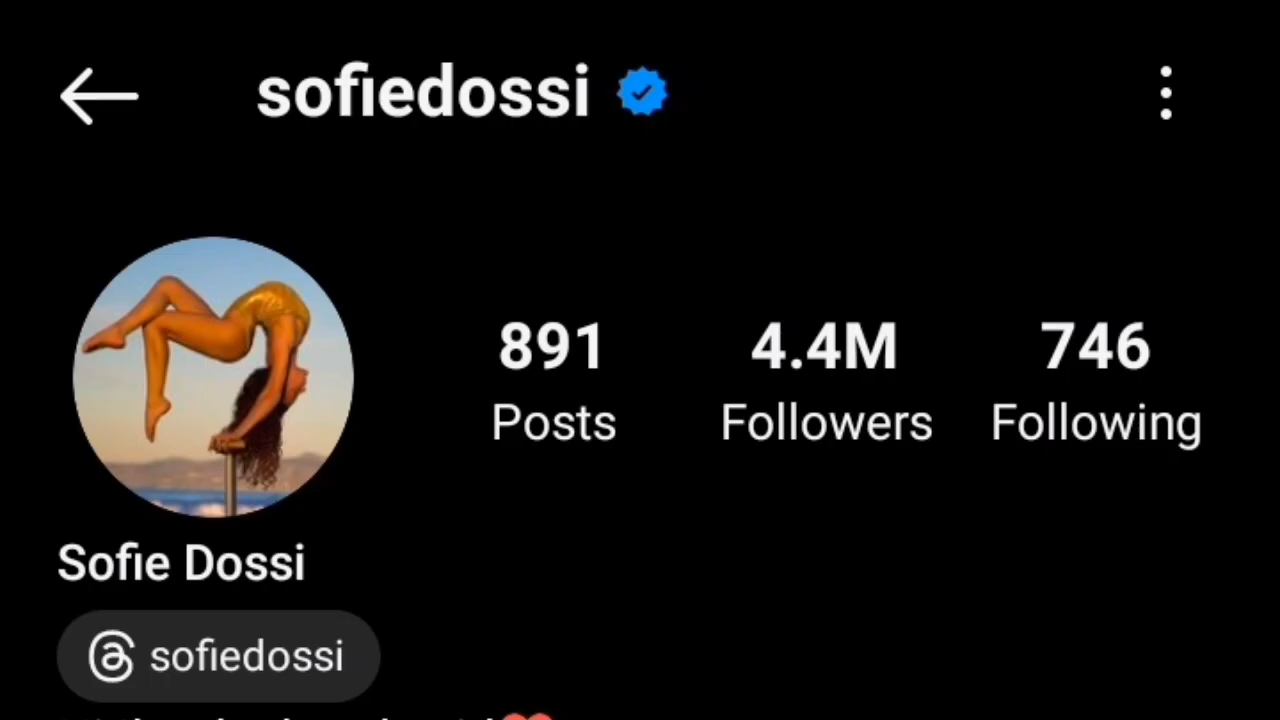 sofiedossi
891 4.4M 746
Posts Followers Following
Sofie Dossi
sofiedossi